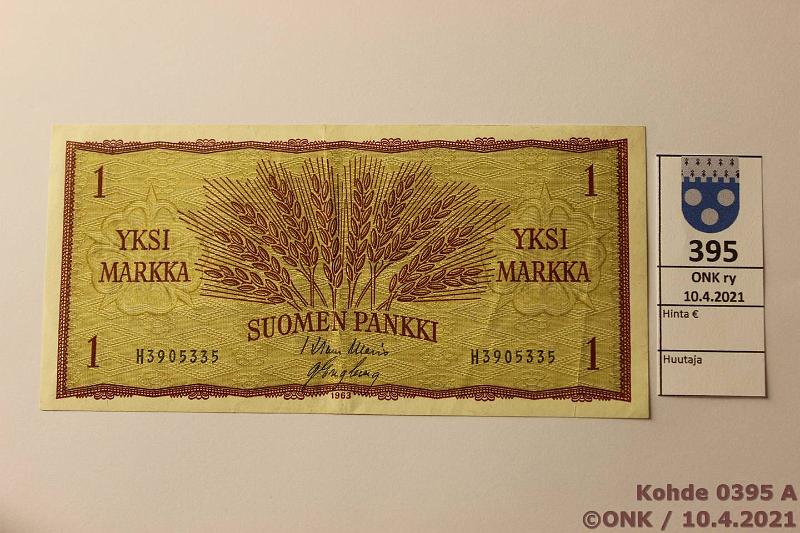 1 1
YKSI MARKKA
YKSI MARKKA
SUOMEN PANKKI
1 H3905335 H3905335 1
1963
395
ONK ry
10.4.2021
Hinta €
Huutaja
Kohde 0395 A
©ONK / 10.4.2021